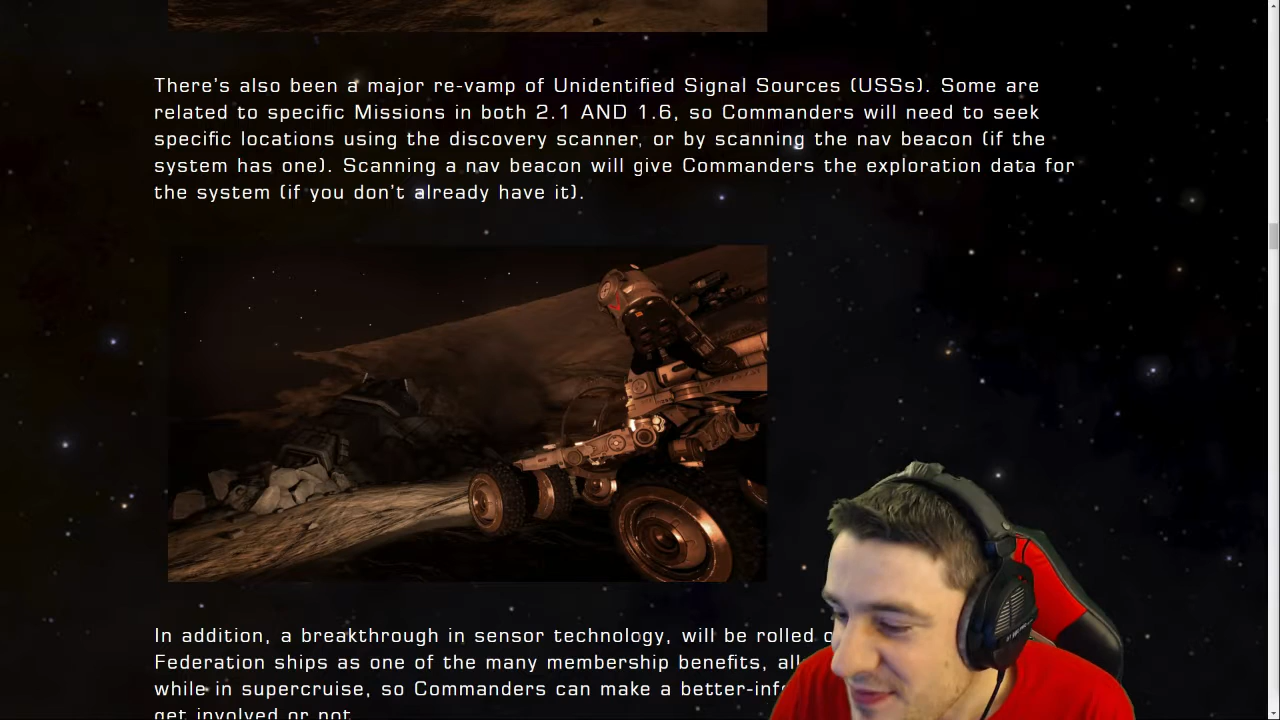 There's also been a major re-vamp of Unidentified Signal Sources (USSs). Some are
related to specific Missions in both 2.1 AND 1.6, so Commanders will need to seek
specific locations using the discovery scanner, or by scanning the nav beacon (if the
system has one). Scanning a nav beacon will give Commanders the exploration data for
the system (if you don't already have it).
In addition, a breakthrough in sensor technology, will be rolled
Federation ships as one of the many membership benefits,
while in supercruise, so Commanders can make a
get involved or not